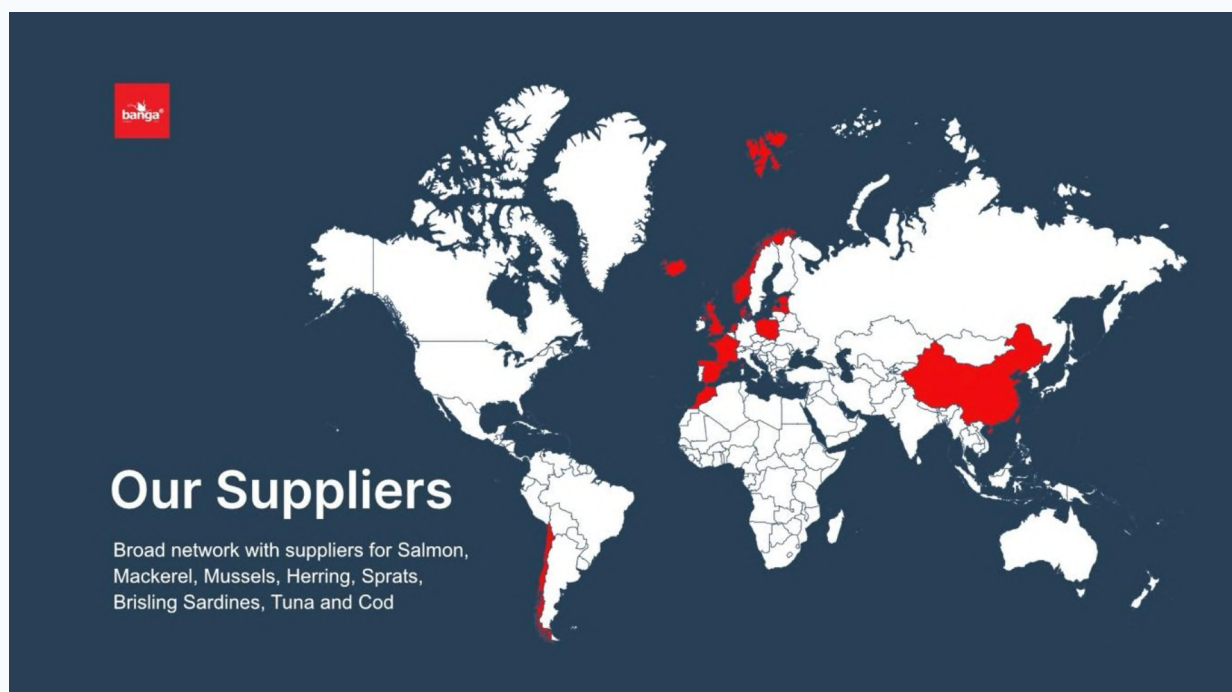 banga®
Our Suppliers
Broad network with suppliers for Salmon,
Mackerel, Mussels, Herring, Sprats,
Brisling Sardines, Tuna and Cod